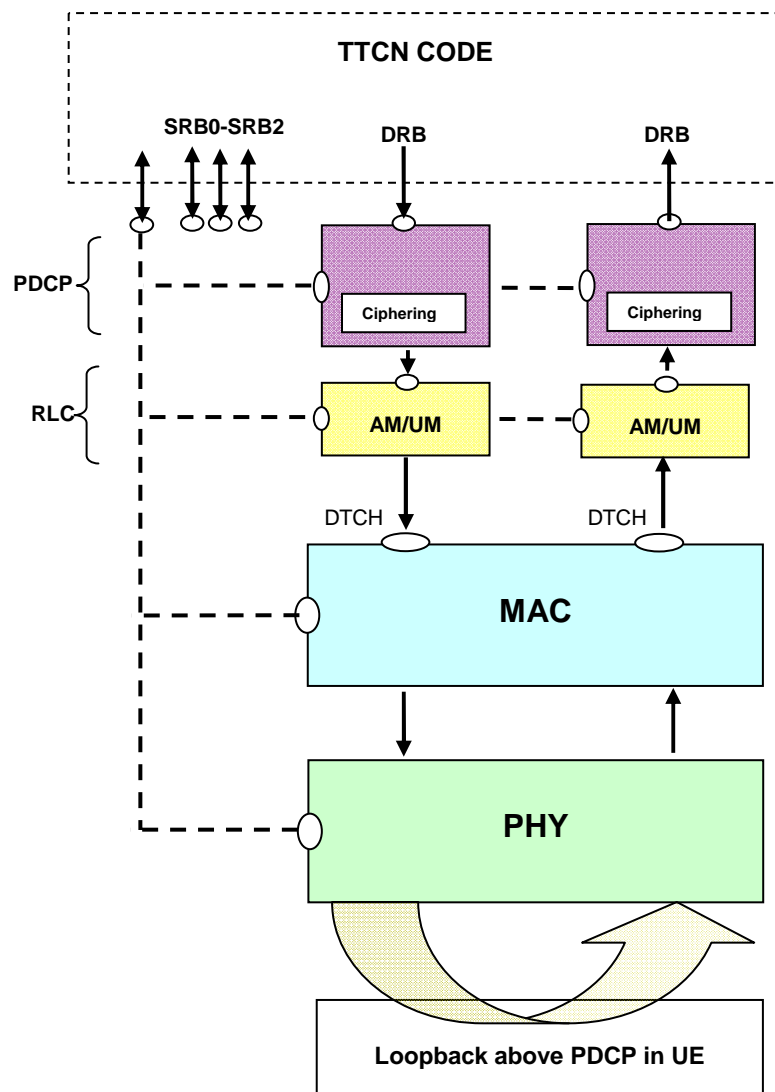 TTCN CODE
SRB0-SRB2
DRB
DRB
PDCP
Ciphering
Ciphering
RLC
AM/UM
AM/UM
DTCH
DTCH
MAC
PHY
Loopback above PDCP in UE